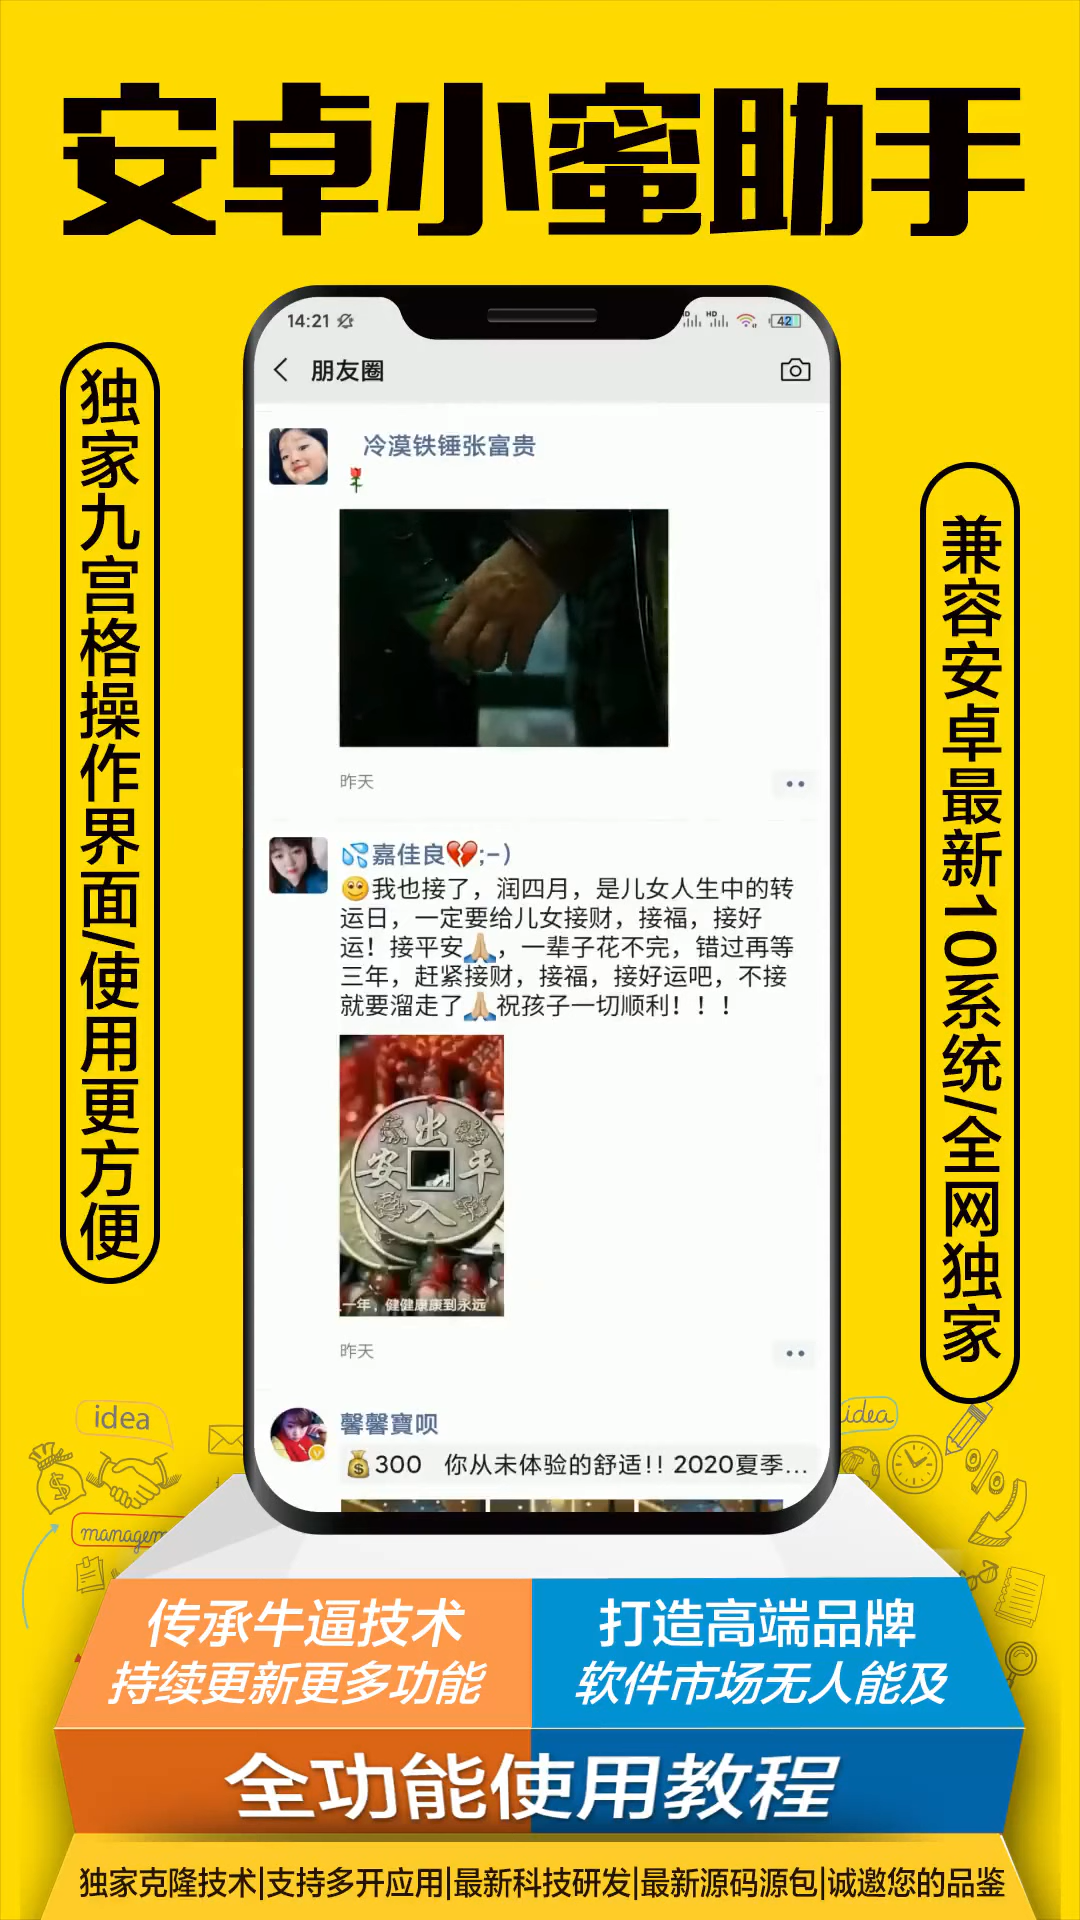 安卓小蜜助手
独家九宫格操作界面/使用更方便
兼容安卓最新10系统/全网独家
14:21
HD
HD
42
朋友圈
冷漠铁锤张富贵
🌹
昨天
💦嘉佳良💔;-)
🙂我也接了，润四月，是儿女人生中的转
运日，一定要给儿女接财，接福，接好
运！接平安🙏，一辈子花不完，错过再等
三年，赶紧接财，接福，接好运吧，不接
就要溜走了🙏祝孩子一切顺利！！！
出
安 平
入
一年，健健康康到永远
昨天
馨馨寶呗
💰300 你从未体验的舒适!! 2020夏季...
idea
managem
idea
传承牛逼技术
持续更新更多功能
打造高端品牌
软件市场无人能及
全功能使用教程
独家克隆技术|支持多开应用|最新科技研发|最新源码源包|诚邀您的品鉴